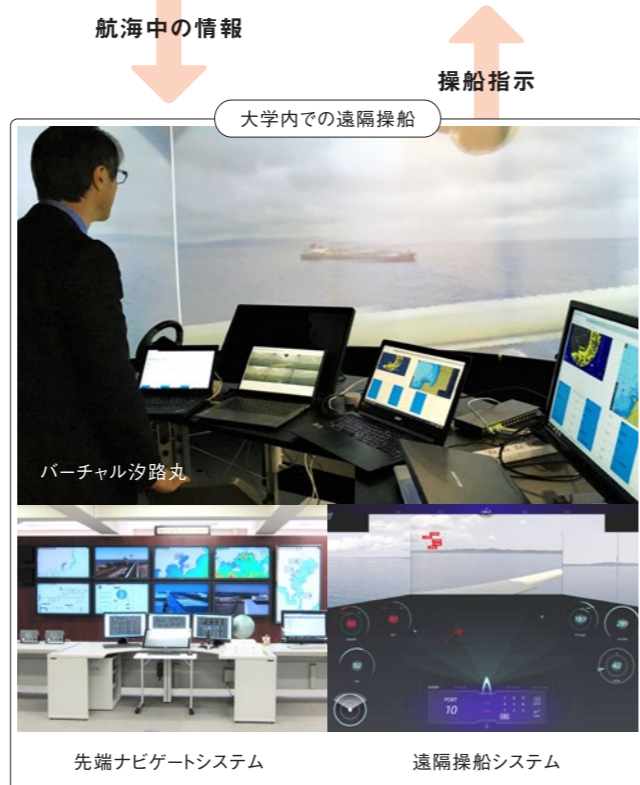 航海中の情報
操船指示
大学内での遠隔操船
バーチャル汐路丸
PORT
10
先端ナビゲートシステム
遠隔操船システム